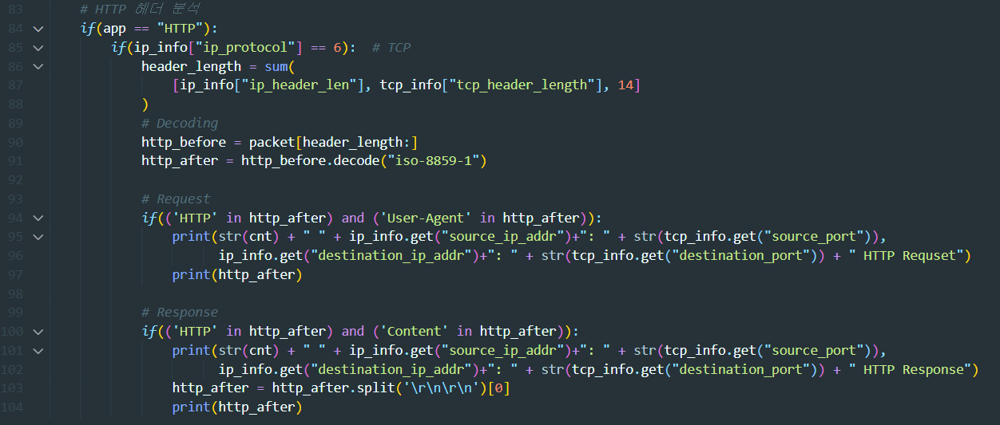 83 # HTTP 헤더 분석
84 if(app == "HTTP"):
85 if(ip_info["ip_protocol"] == 6):  # TCP
86 header_length = sum(
87 [ip_info["ip_header_len"], tcp_info["tcp_header_length"], 14]
88 )
89 # Decoding
90 http_before = packet[header_length:]
91 http_after = http_before.decode("iso-8859-1")
92
93 # Request
94 if(('HTTP' in http_after) and ('User-Agent' in http_after)):
95 print(str(cnt) + " " + ip_info.get("source_ip_addr")+": " + str(tcp_info.get("source_port")),
96 ip_info.get("destination_ip_addr")+": " + str(tcp_info.get("destination_port")) + " HTTP Requset")
97 print(http_after)
98
99 # Response
100 if(('HTTP' in http_after) and ('Content' in http_after)):
101 print(str(cnt) + " " + ip_info.get("source_ip_addr")+": " + str(tcp_info.get("source_port")),
102 ip_info.get("destination_ip_addr")+": " + str(tcp_info.get("destination_port")) + " HTTP Response")
103 http_after = http_after.split('\r\n\r\n')[0]
104 print(http_after)